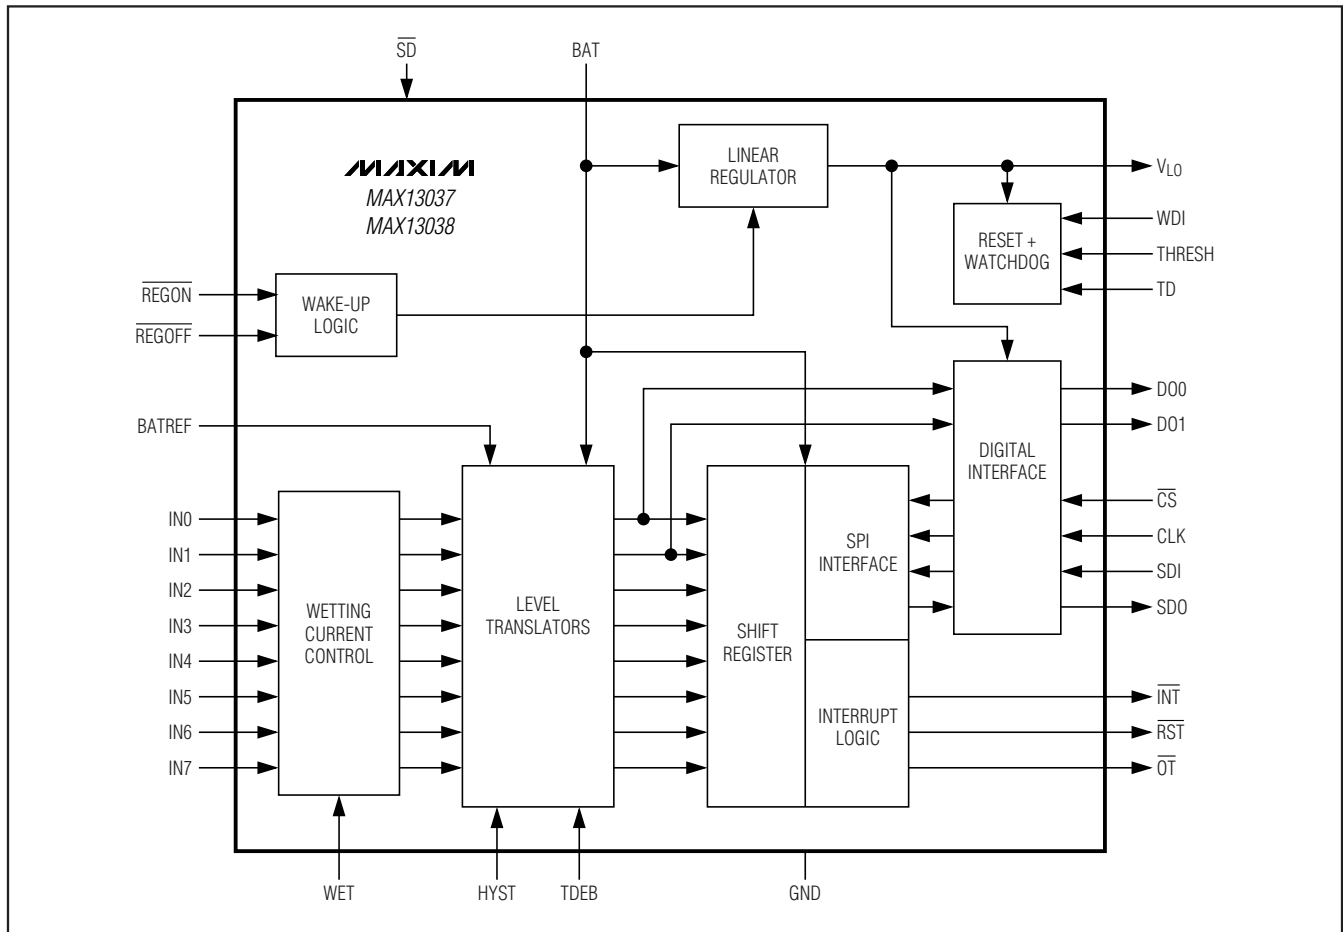 SD
BAT
MAXIM
MAX13037
MAX13038
LINEAR
REGULATOR
VLO
WDI
RESET +
WATCHDOG
THRESH
TD
REGON
REGOFF
WAKE-UP
LOGIC
BATREF
DO0
DO1
DIGITAL
INTERFACE
CS
CLK
SDI
SDO
IN0
IN1
IN2
IN3
IN4
IN5
IN6
IN7
WETTING
CURRENT
CONTROL
LEVEL
TRANSLATORS
SHIFT
REGISTER
SPI
INTERFACE
INTERRUPT
LOGIC
INT
RST
OT
WET
HYST
TDEB
GND